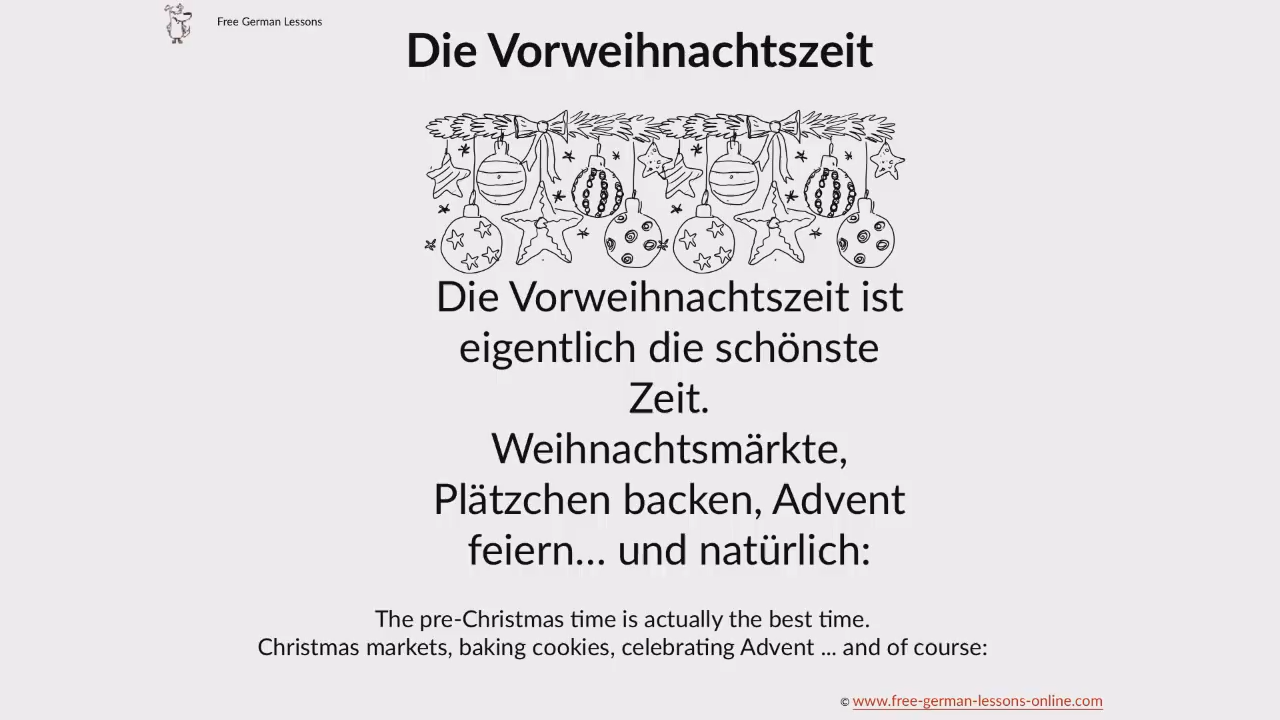 Free German Lessons
Die Vorweihnachtszeit
Die Vorweihnachtszeit ist
eigentlich die schönste
Zeit.
Weihnachtsmärkte,
Plätzchen backen, Advent
feiern... und natürlich:
The pre-Christmas time is actually the best time.
Christmas markets, baking cookies, celebrating Advent ... and of course:
© www.free-german-lessons-online.com